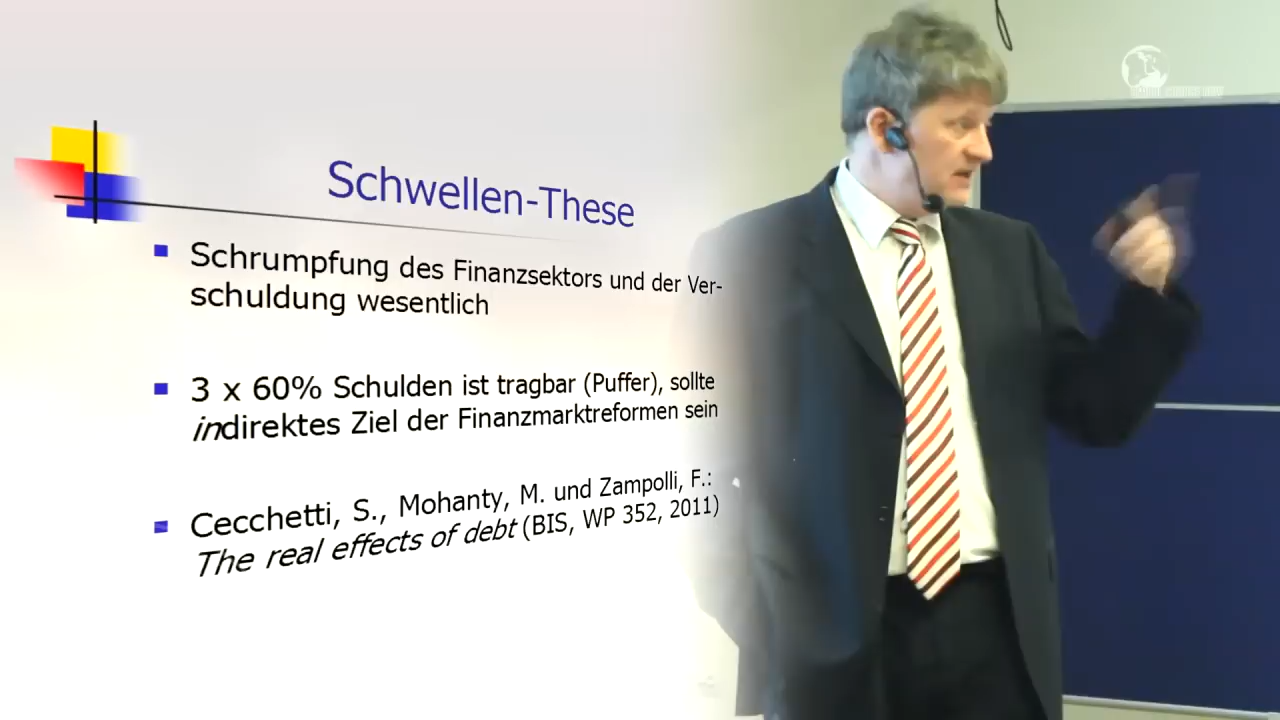 Schwellen-These
Schrumpfung des Finanzsektors und der Ver-
schuldung wesentlich
3 x 60% Schulden ist tragbar (Puffer), sollte
indirektes Ziel der Finanzmarktreformen sein
Cecchetti, S., Mohanty, M. und Zampolli, F.:
The real effects of debt (BIS, WP 352, 2011)